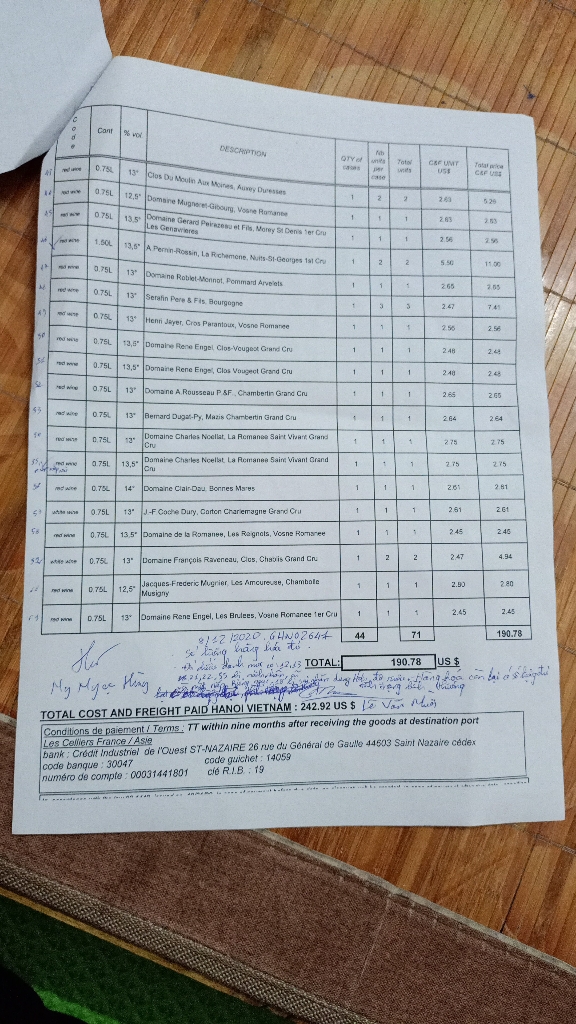 Code Cont % vol DESCRIPTION QTY of cases Nb units per case Total units C&F UNIT US$ Total price C&F US$
red wine 0.75L 13° Clos Du Moulin Aux Moines, Auxey Duresses 1 2 2 2.63 5.26
red wine 0.75L 12,5° Domaine Mugneret-Gibourg, Vosne Romanee 1 1 1 2.63 2.63
red wine 0.75L 13,5° Domaine Gerard Peirazeau et Fils, Morey St Denis 1er Cru
Les Genavrieres 1 1 1 2.56 2.56
red wine 1.50L 13,5° A.Pernin-Rossin, La Richemone, Nuits-St-Georges 1st Cru 1 2 2 5.50 11.00
red wine 0.75L 13° Domaine Roblet-Monnot, Pommard Arvelets 1 1 1 2.65 2.65
red wine 0.75L 13° Serafin Pere & Fils, Bourgogne 1 3 3 2.47 7.41
red wine 0.75L 13° Henri Jayer, Cros Parantoux, Vosne Romanee 1 1 1 2.56 2.56
red wine 0.75L 13,5° Domaine Rene Engel, Clos-Vougeot Grand Cru 1 1 1 2.48 2.48
red wine 0.75L 13,5° Domaine Rene Engel, Clos Vougeot Grand Cru 1 1 1 2.48 2.48
red wine 0.75L 13° Domaine A.Rousseau P.&F., Chambertin Grand Cru 1 1 1 2.65 2.65
red wine 0.75L 13° Bernard Dugat-Py, Mazis Chambertin Grand Cru 1 1 1 2.64 2.64
red wine 0.75L 13° Domaine Charles Noellat, La Romanee Saint Vivant Grand
Cru 1 1 1 2.75 2.75
red wine 0.75L 13,5° Domaine Charles Noellat, La Romanee Saint Vivant Grand
Cru 1 1 1 2.75 2.75
red wine 0.75L 14° Domaine Clair-Dau, Bonnes Mares 1 1 1 2.61 2.61
white wine 0.75L 13° J.-F Coche Dury, Corton Charlemagne Grand Cru 1 1 1 2.61 2.61
red wine 0.75L 13,5° Domaine de la Romanee, Les Reignots, Vosne Romanee 1 1 1 2.45 2.45
white wine 0.75L 13° Domaine François Raveneau, Clos, Chablis Grand Cru 1 2 2 2.47 4.94
red wine 0.75L 12,5° Jacques-Frederic Mugnier, Les Amoureuse, Chambolle
Musigny 1 1 1 2.80 2.80
red wine 0.75L 13° Domaine Rene Engel, Les Brulees, Vosne Romanee 1er Cru 1 1 1 2.45 2.45
44 71 190.78
TOTAL: 190.78 US $
TOTAL COST AND FREIGHT PAID HANOI VIETNAM : 242.92 US $ Lê Văn
Conditions de paiement / Terms : TT within nine months after receiving the goods at destination port
Les Celliers France / Asie
bank : Crédit Industriel de l'Ouest ST-NAZAIRE 26 rue du Général de Gaulle 44603 Saint Nazaire cédex
code banque : 30047 code guichet : 14059
numéro de compte : 00031441801 clé R.I.B. : 19